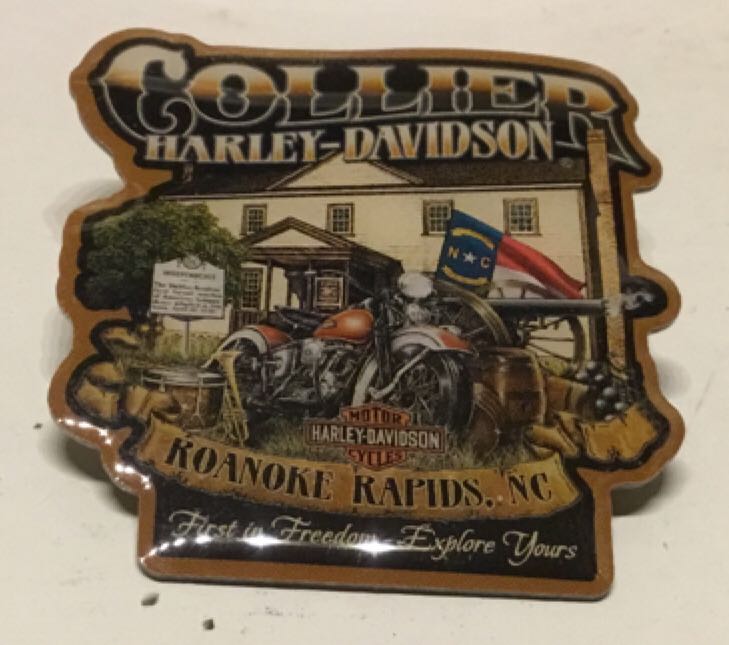 COLLIER
HARLEY-DAVIDSON
®
N ★ C
MOTOR
HARLEY-DAVIDSON
CYCLES
ROANOKE RAPIDS, NC
First in Freedom - Explore Yours